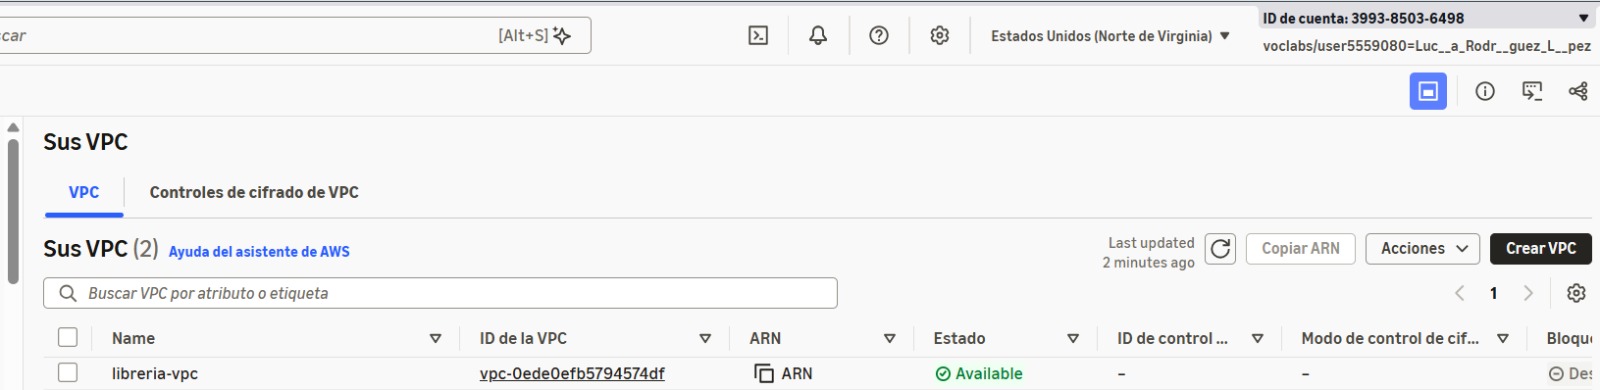 car [Alt+S] Estados Unidos (Norte de Virginia) ID de cuenta: 3993-8503-6498
voclabs/user5559080=Luc__a_Rodr__guez_L__pez
Sus VPC
VPC Controles de cifrado de VPC
Sus VPC (2) Ayuda del asistente de AWS Last updated 2 minutes ago Copiar ARN Acciones Crear VPC
Buscar VPC por atributo o etiqueta 1
Name ID de la VPC ARN Estado ID de control ... Modo de control de cif... Bloqu
libreria-vpc vpc-0ede0efb5794574df ARN Available – – Des